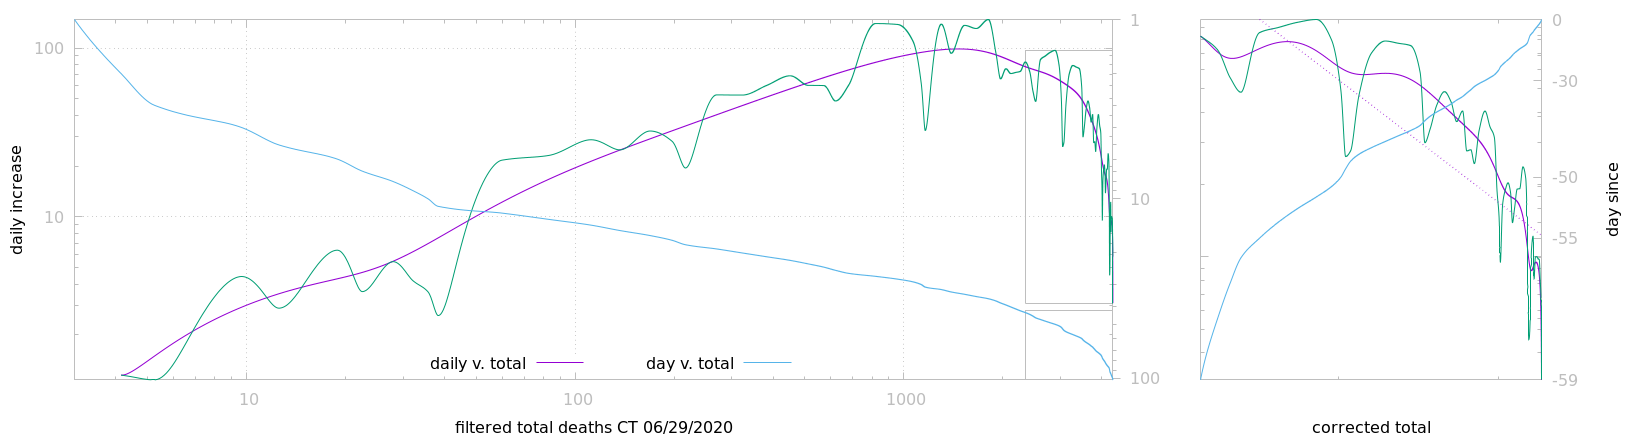 100
10
daily increase
10
100
1000
filtered total deaths CT 06/29/2020
daily v. total
day v. total
1
10
100
0
-30
-50
-55
-59
day since
corrected total